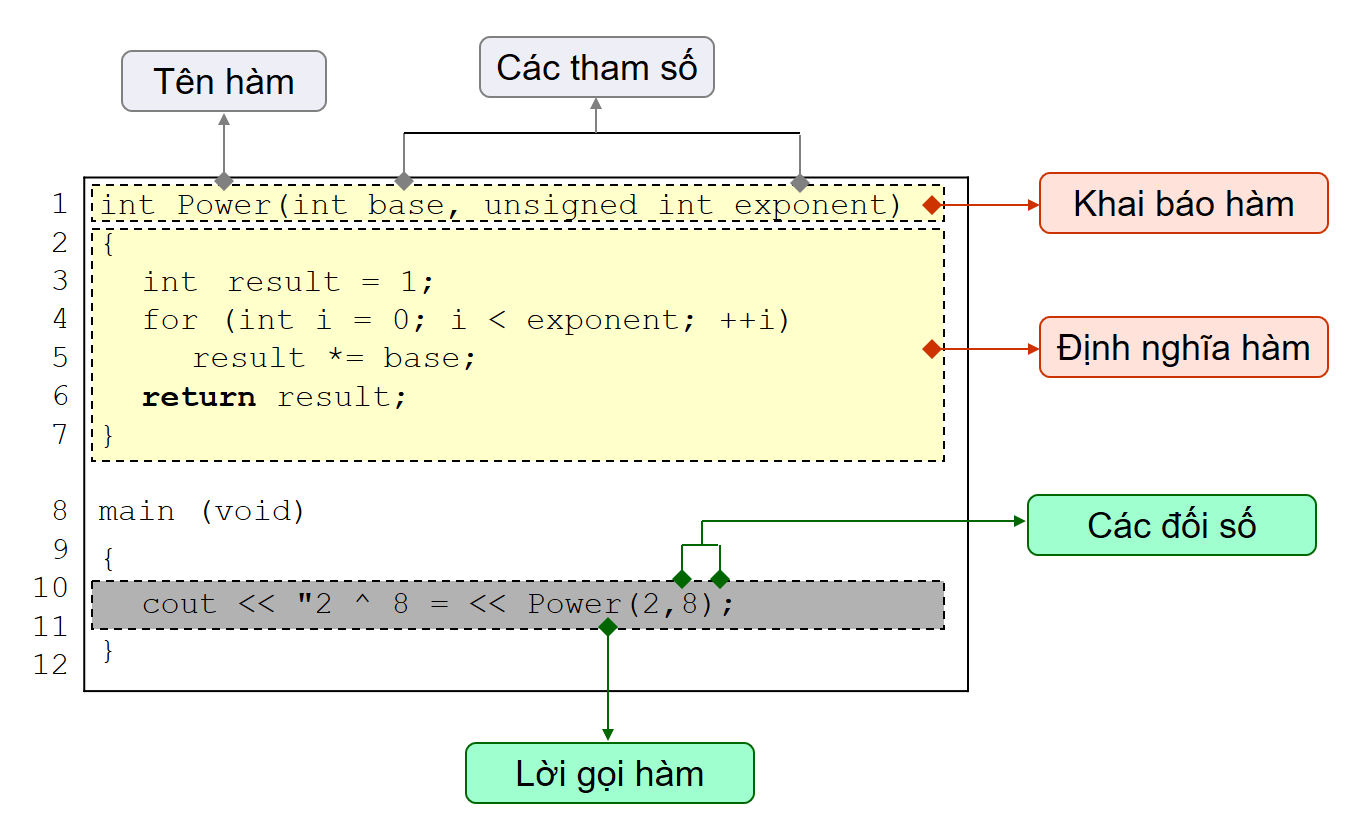 Tên hàm
Các tham số
1 int Power(int base, unsigned int exponent)
Khai báo hàm
2 {
3 int result = 1;
4 for (int i = 0; i < exponent; ++i)
5 result *= base;
Định nghĩa hàm
6 return result;
7 }
8 main (void)
Các đối số
9 {
10 cout << "2 ^ 8 = << Power(2,8);
11 }
12
Lời gọi hàm